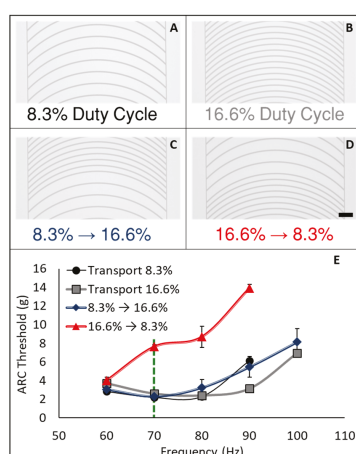 A
8.3% Duty Cycle
B
16.6% Duty Cycle
C
8.3% → 16.6%
D
16.6% → 8.3%
E
ARC Threshold (g)
16
14
12
10
8
6
4
2
0
Transport 8.3%
Transport 16.6%
8.3% → 16.6%
16.6% → 8.3%
50 60 70 80 90 100 110
Frequency (Hz)